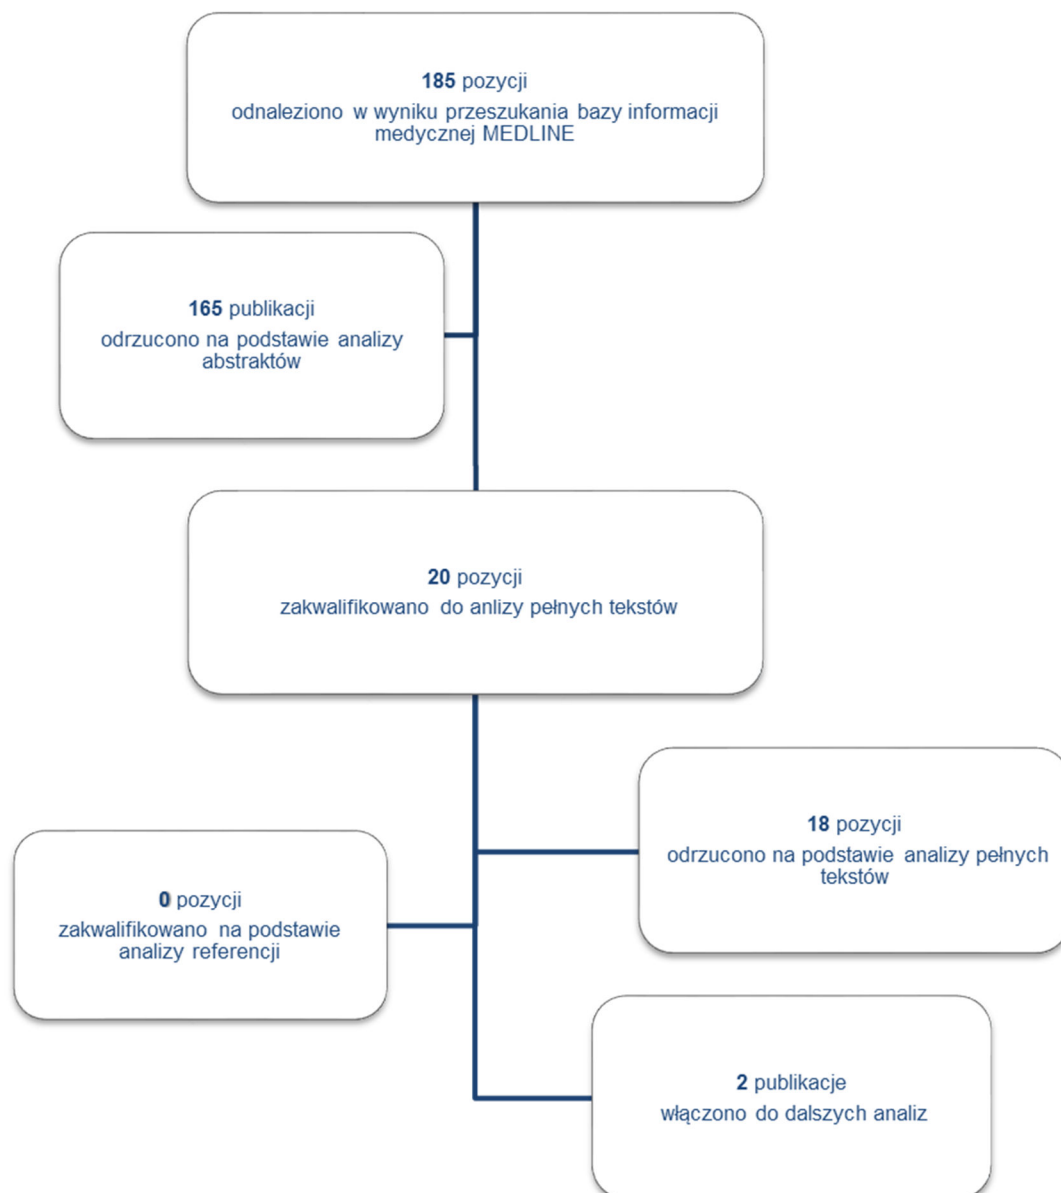 185 pozycji
odnaleziono w wyniku przeszukania bazy informacji
medycznej MEDLINE
165 publikacji
odrzucono na podstawie analizy
abstraktów
20 pozycji
zakwalifikowano do anlizy pełnych tekstów
18 pozycji
odrzucono na podstawie analizy pełnych
tekstów
0 pozycji
zakwalifikowano na podstawie
analizy referencji
2 publikacje
włączono do dalszych analiz